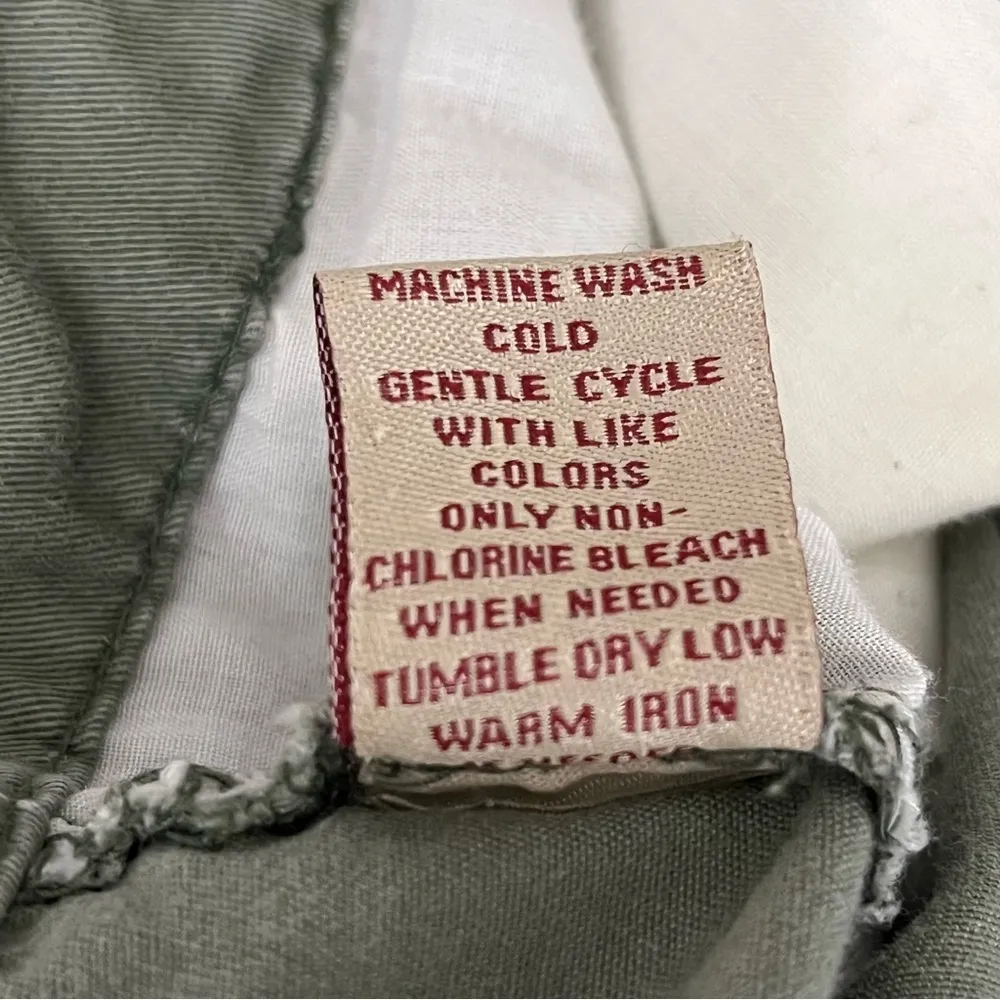 MACHINE WASH
COLD
GENTLE CYCLE
WITH LIKE
COLORS
ONLY NON-
CHLORINE BLEACH
WHEN NEEDED
TUMBLE DRY LOW
WARM IRON